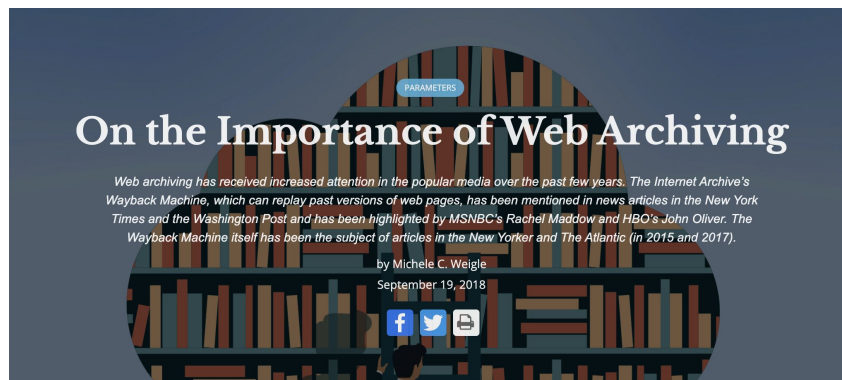 PARAMETERS
On the Importance of Web Archiving
Web archiving has received increased attention in the popular media over the past few years. The Internet Archive's
Wayback Machine, which can replay past versions of web pages, has been mentioned in news articles in the New York
Times and the Washington Post and has been highlighted by MSNBC's Rachel Maddow and HBO's John Oliver. The
Wayback Machine itself has been the subject of articles in the New Yorker and The Atlantic (in 2015 and 2017).
by Michele C. Weigle
September 19, 2018